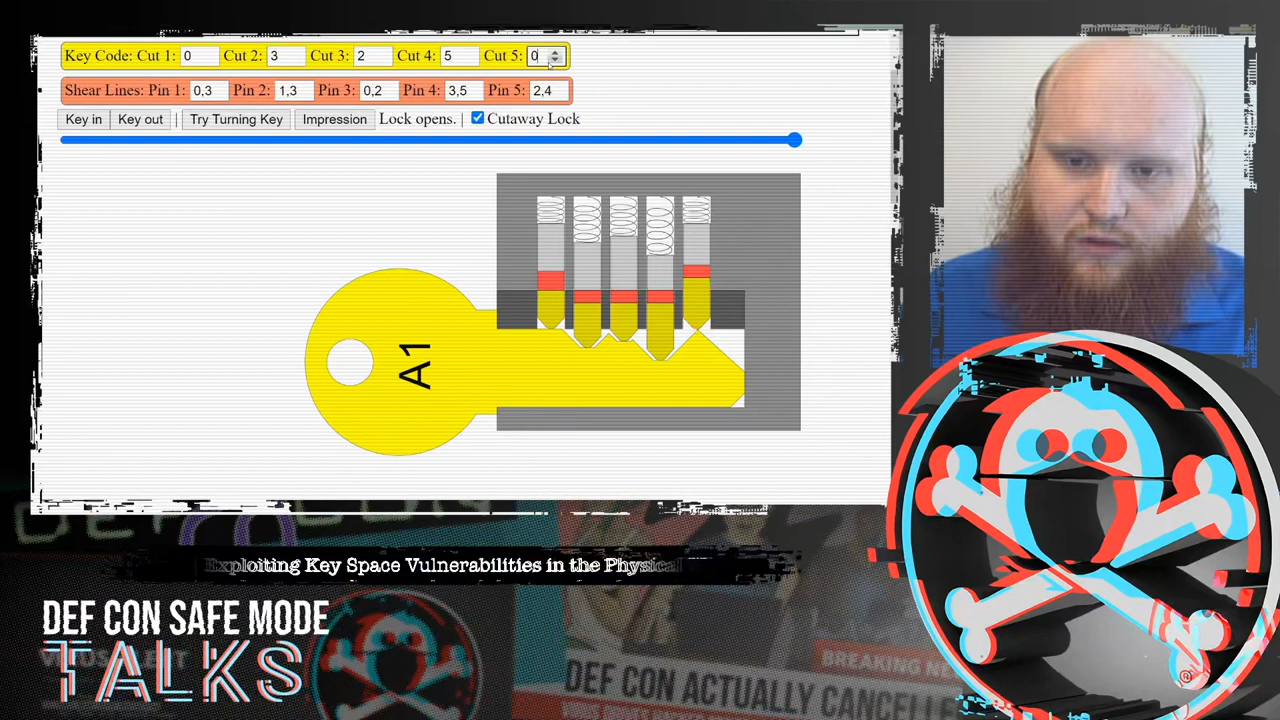 Key Code: Cut 1: 0 Cut 2: 3 Cut 3: 2 Cut 4: 5 Cut 5: 0
Shear Lines: Pin 1: 0,3 Pin 2: 1,3 Pin 3: 0,2 Pin 4: 3,5 Pin 5: 2,4
Key in Key out | Try Turning Key Impression Lock opens. | Cutaway Lock
A1
DEF CON
Exploiting Key Space Vulnerabilities in the Physical
DEF CON SAFE MODE
TALKS
BREAKING NE
DEF CON ACTUALLY CANCELLE
®